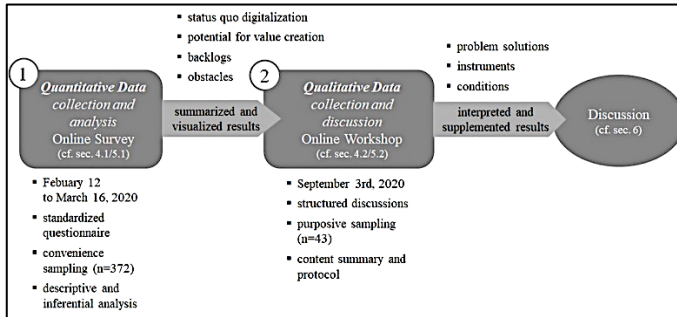 ▪ status quo digitalization
▪ potential for value creation
▪ backlogs
▪ obstacles
▪ problem solutions
▪ instruments
▪ conditions
1
Quantitative Data
collection and
analysis
Online Survey
(cf. sec. 4.1/5.1)
summarized and
visualized results
2
Qualitative Data
collection and
discussion
Online Workshop
(cf. sec. 4.2/5.2)
interpreted and
supplemented results
Discussion
(cf. sec. 6)
▪ Febuary 12
to March 16, 2020
▪ standardized
questionnaire
▪ convenience
sampling (n=372)
▪ descriptive and
inferential analysis
▪ September 3rd, 2020
▪ structured discussions
▪ purposive sampling
(n=43)
▪ content summary and
protocol